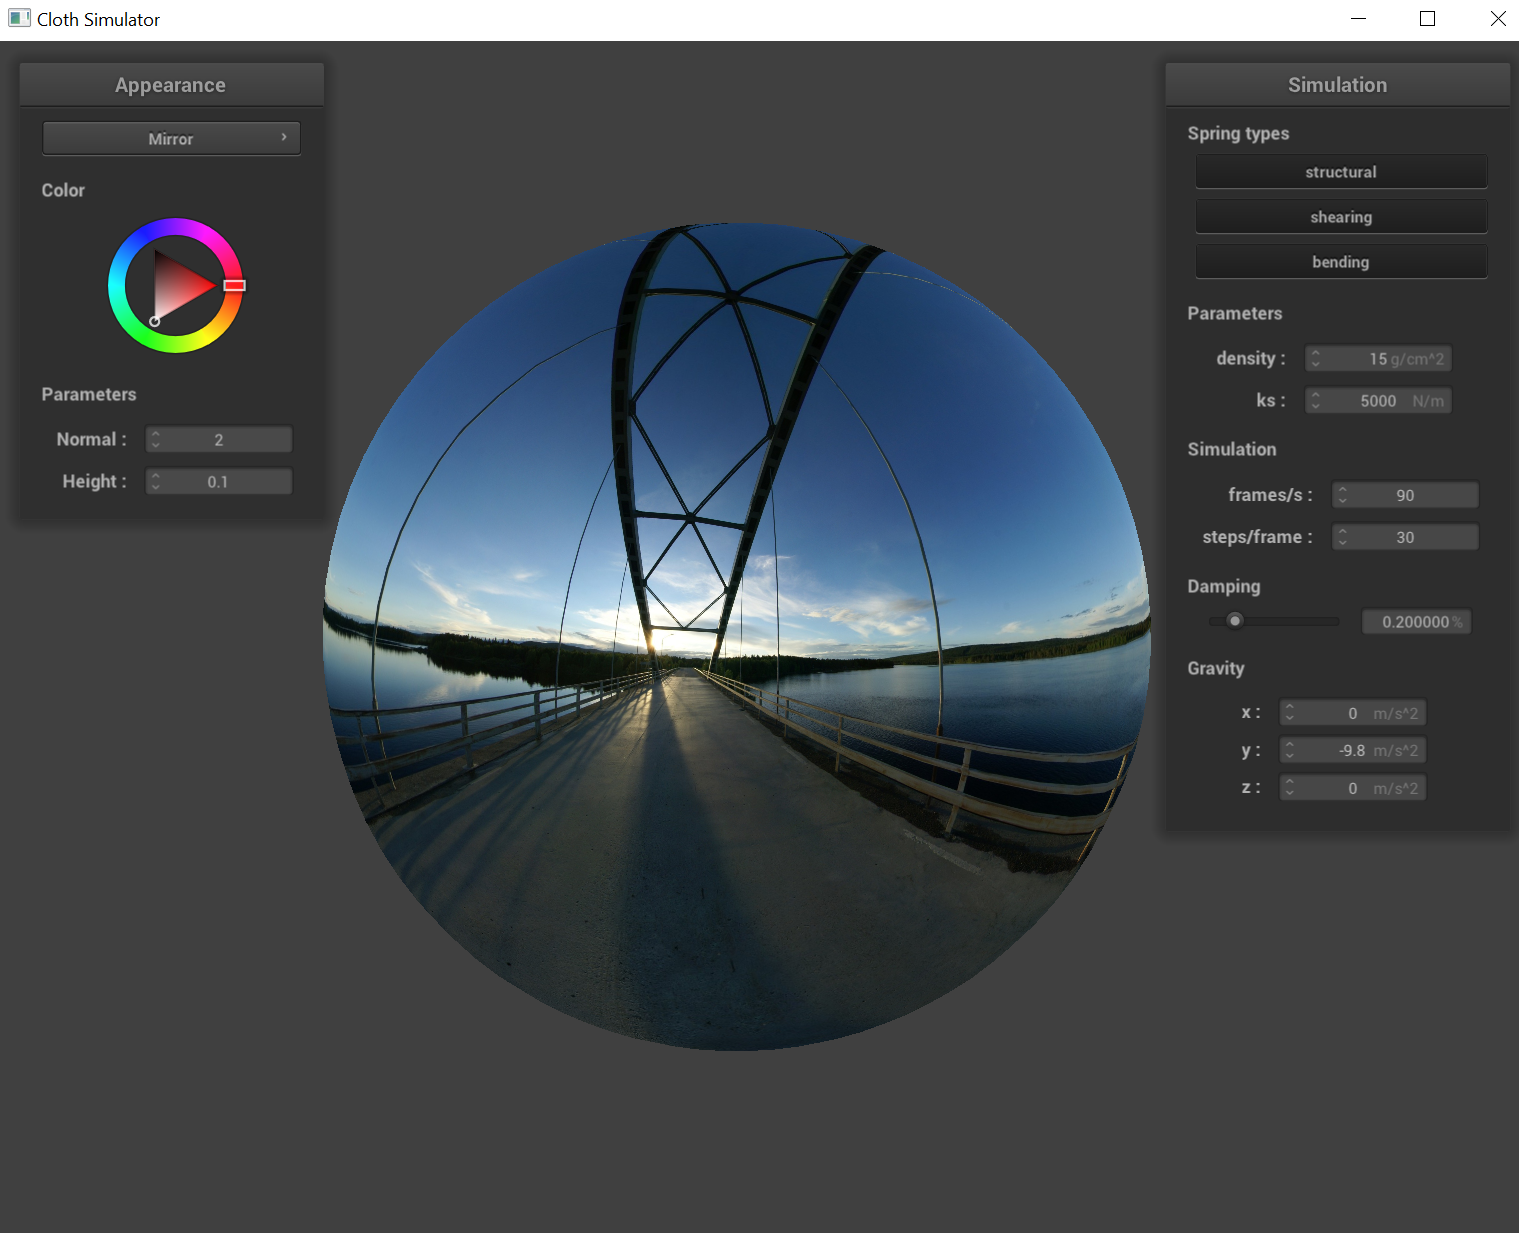 Cloth Simulator
Appearance
Mirror
Color
Parameters
Normal : 2
Height : 0.1
Simulation
Spring types
structural
shearing
bending
Parameters
density : 15 g/cm^2
ks : 5000 N/m
Simulation
frames/s : 90
steps/frame : 30
Damping
0.200000 %
Gravity
x : 0 m/s^2
y : -9.8 m/s^2
z : 0 m/s^2